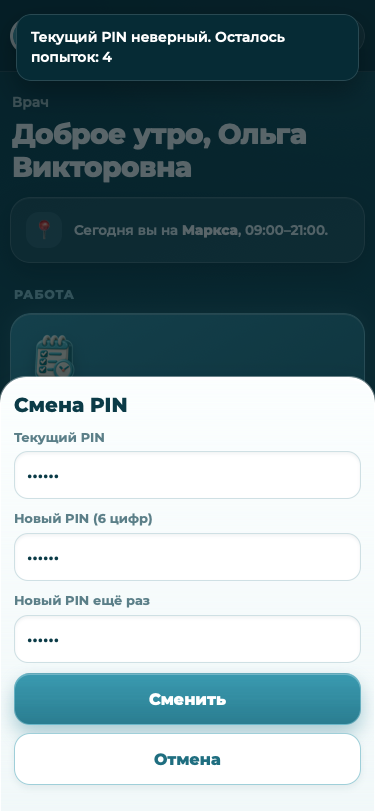 Текущий PIN неверный. Осталось
попыток: 4
Врач
Доброе утро, Ольга
Викторовна
Сегодня вы на Маркса, 09:00–21:00.
РАБОТА
Смена PIN
Текущий PIN
••••••
Новый PIN (6 цифр)
••••••
Новый PIN ещё раз
••••••
Сменить
Отмена